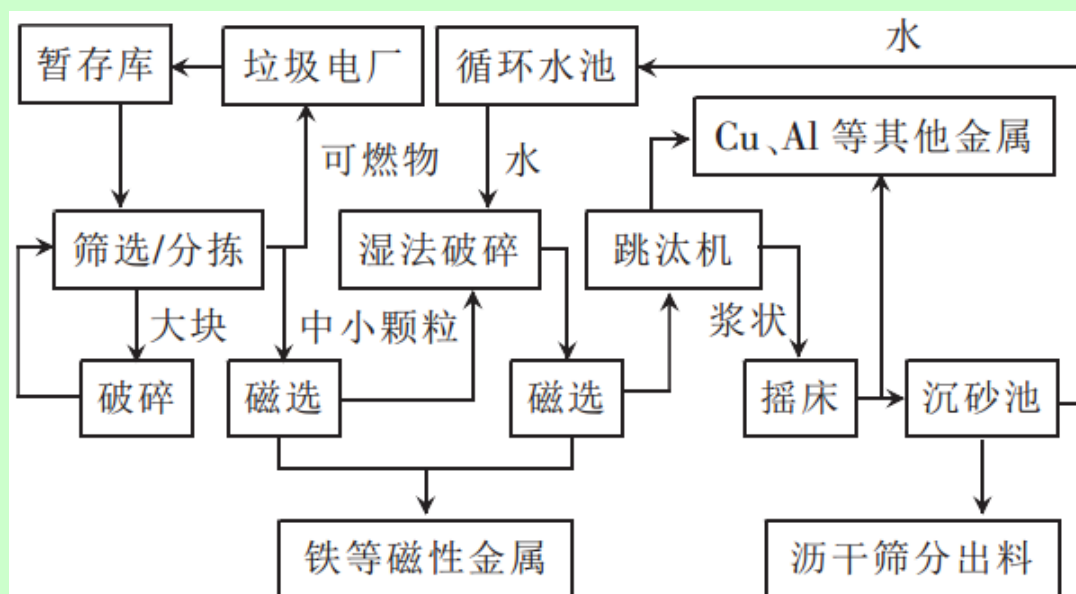 水
暂存库
垃圾电厂
循环水池
Cu、Al 等其他金属
可燃物
水
筛选/分拣
湿法破碎
跳汰机
大块
中小颗粒
浆状
破碎
磁选
磁选
摇床
沉砂池
铁等磁性金属
沥干筛分出料